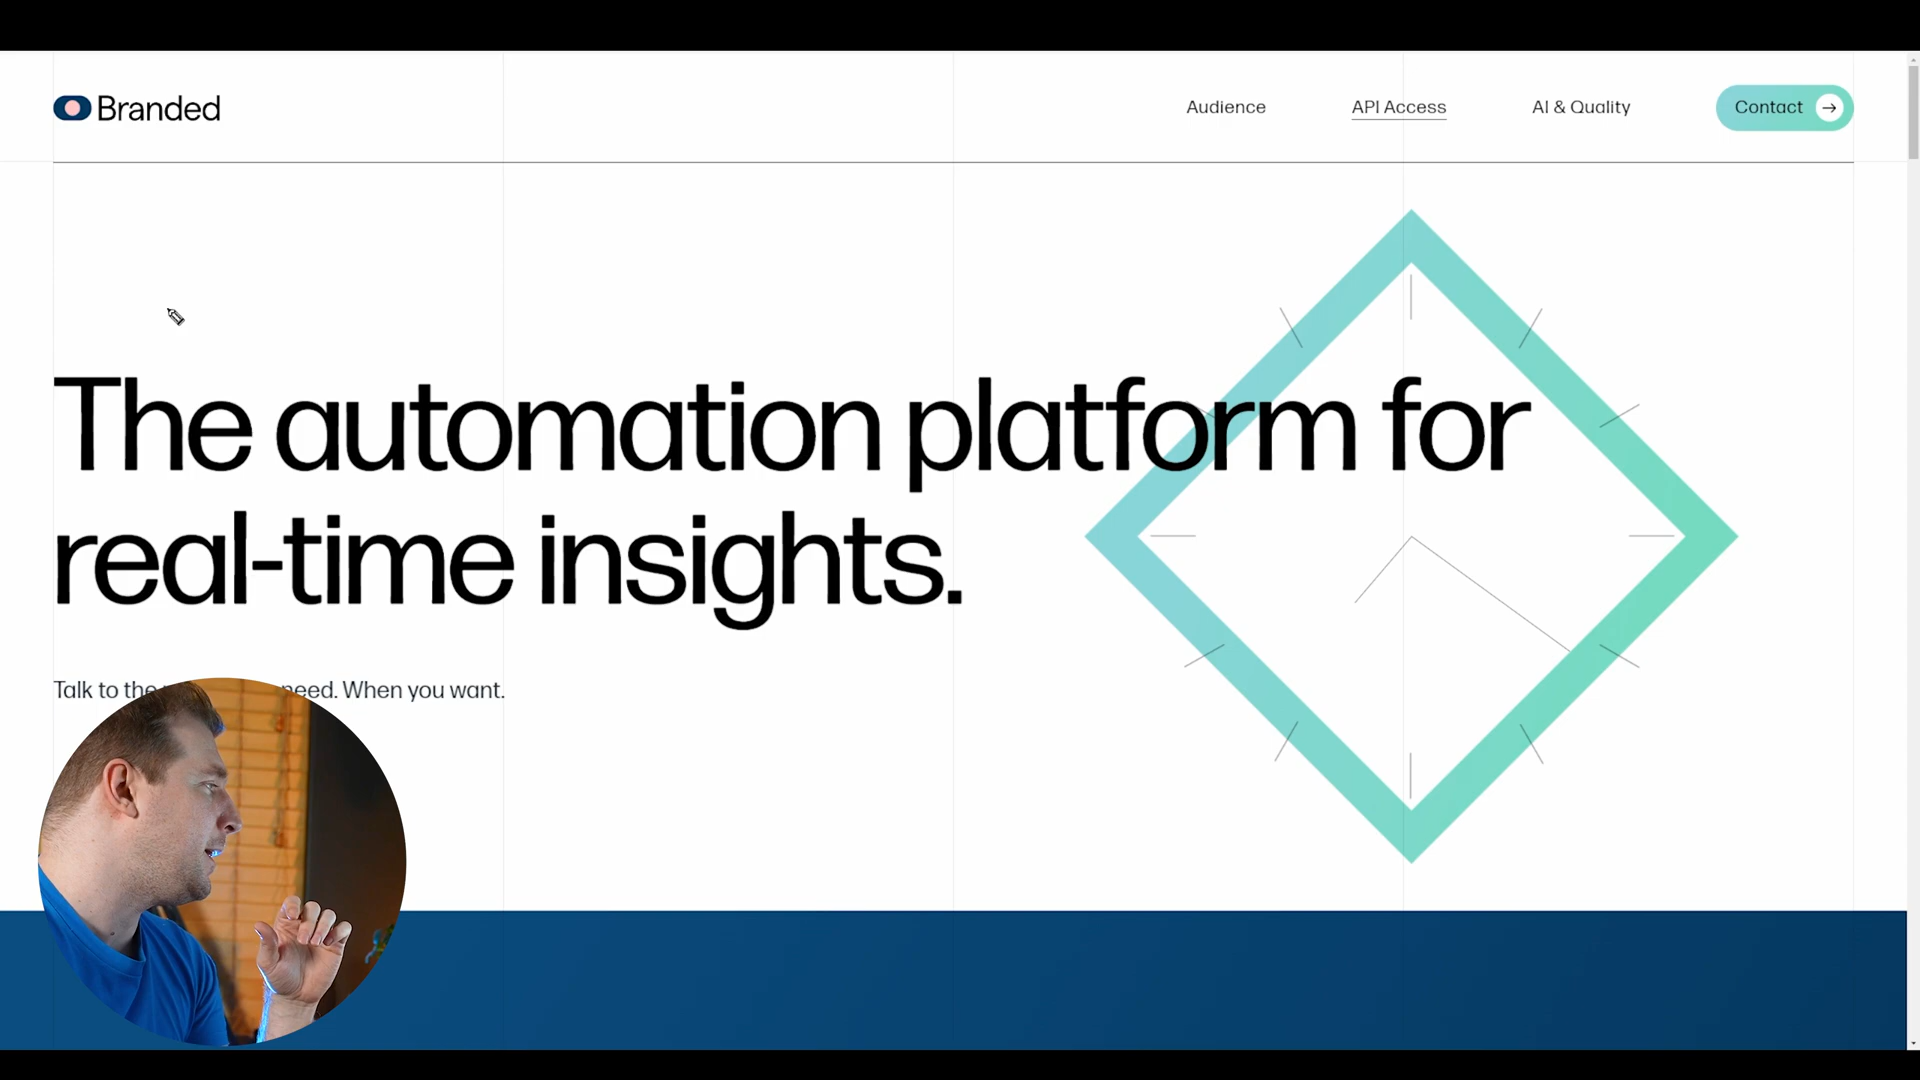 Branded
Audience
API Access
AI & Quality
Contact
The automation platform for
real-time insights.
Talk to the need. When you want.